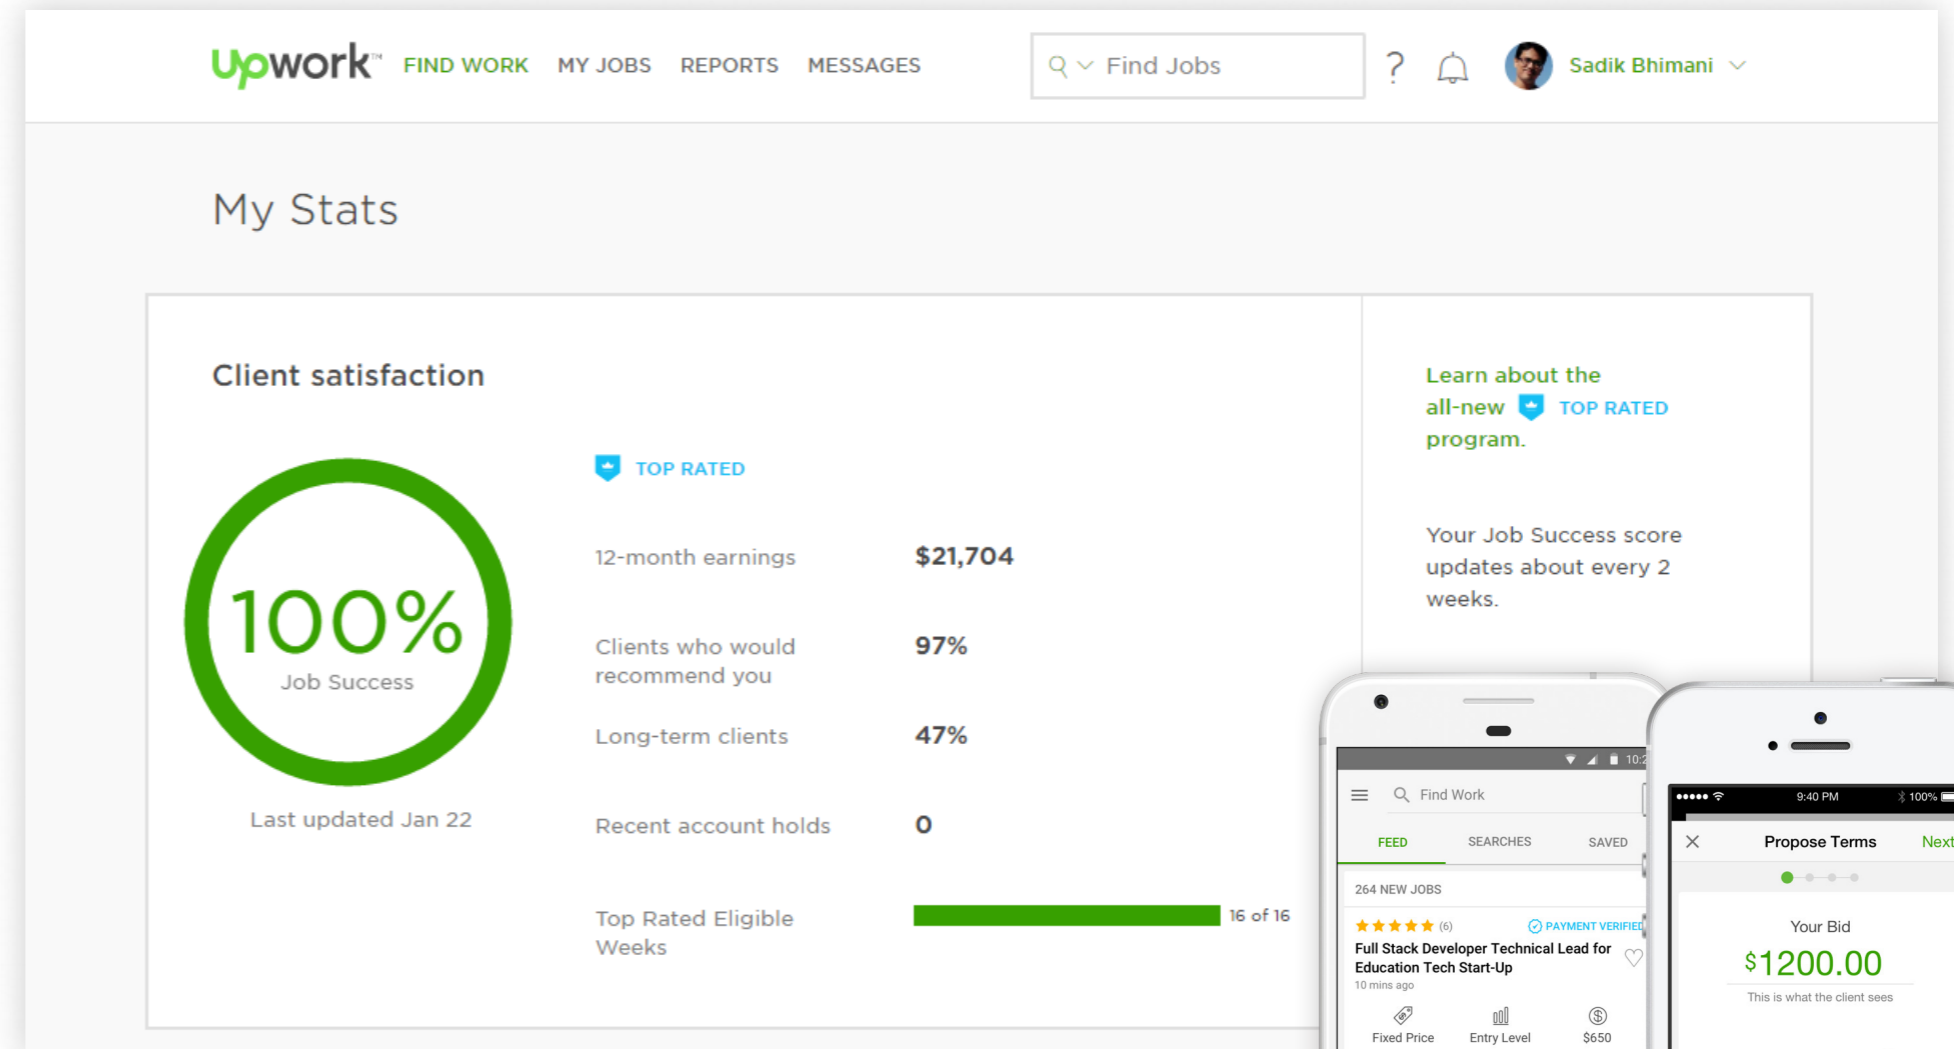 Upwork™ FIND WORK MY JOBS REPORTS MESSAGES Find Jobs ? Sadik Bhimani
My Stats
Client satisfaction
100%
Job Success
Last updated Jan 22
TOP RATED
12-month earnings $21,704
Clients who would 97%
recommend you
Long-term clients 47%
Recent account holds 0
Top Rated Eligible 16 of 16
Weeks
Learn about the
all-new TOP RATED
program.
Your Job Success score
updates about every 2
weeks.
Find Work
FEED SEARCHES SAVED
264 NEW JOBS
(6) PAYMENT VERIFIED
Full Stack Developer Technical Lead for
Education Tech Start-Up
10 mins ago
Fixed Price Entry Level $650
9:40 PM 100%
Propose Terms Next
Your Bid
$1200.00
This is what the client sees